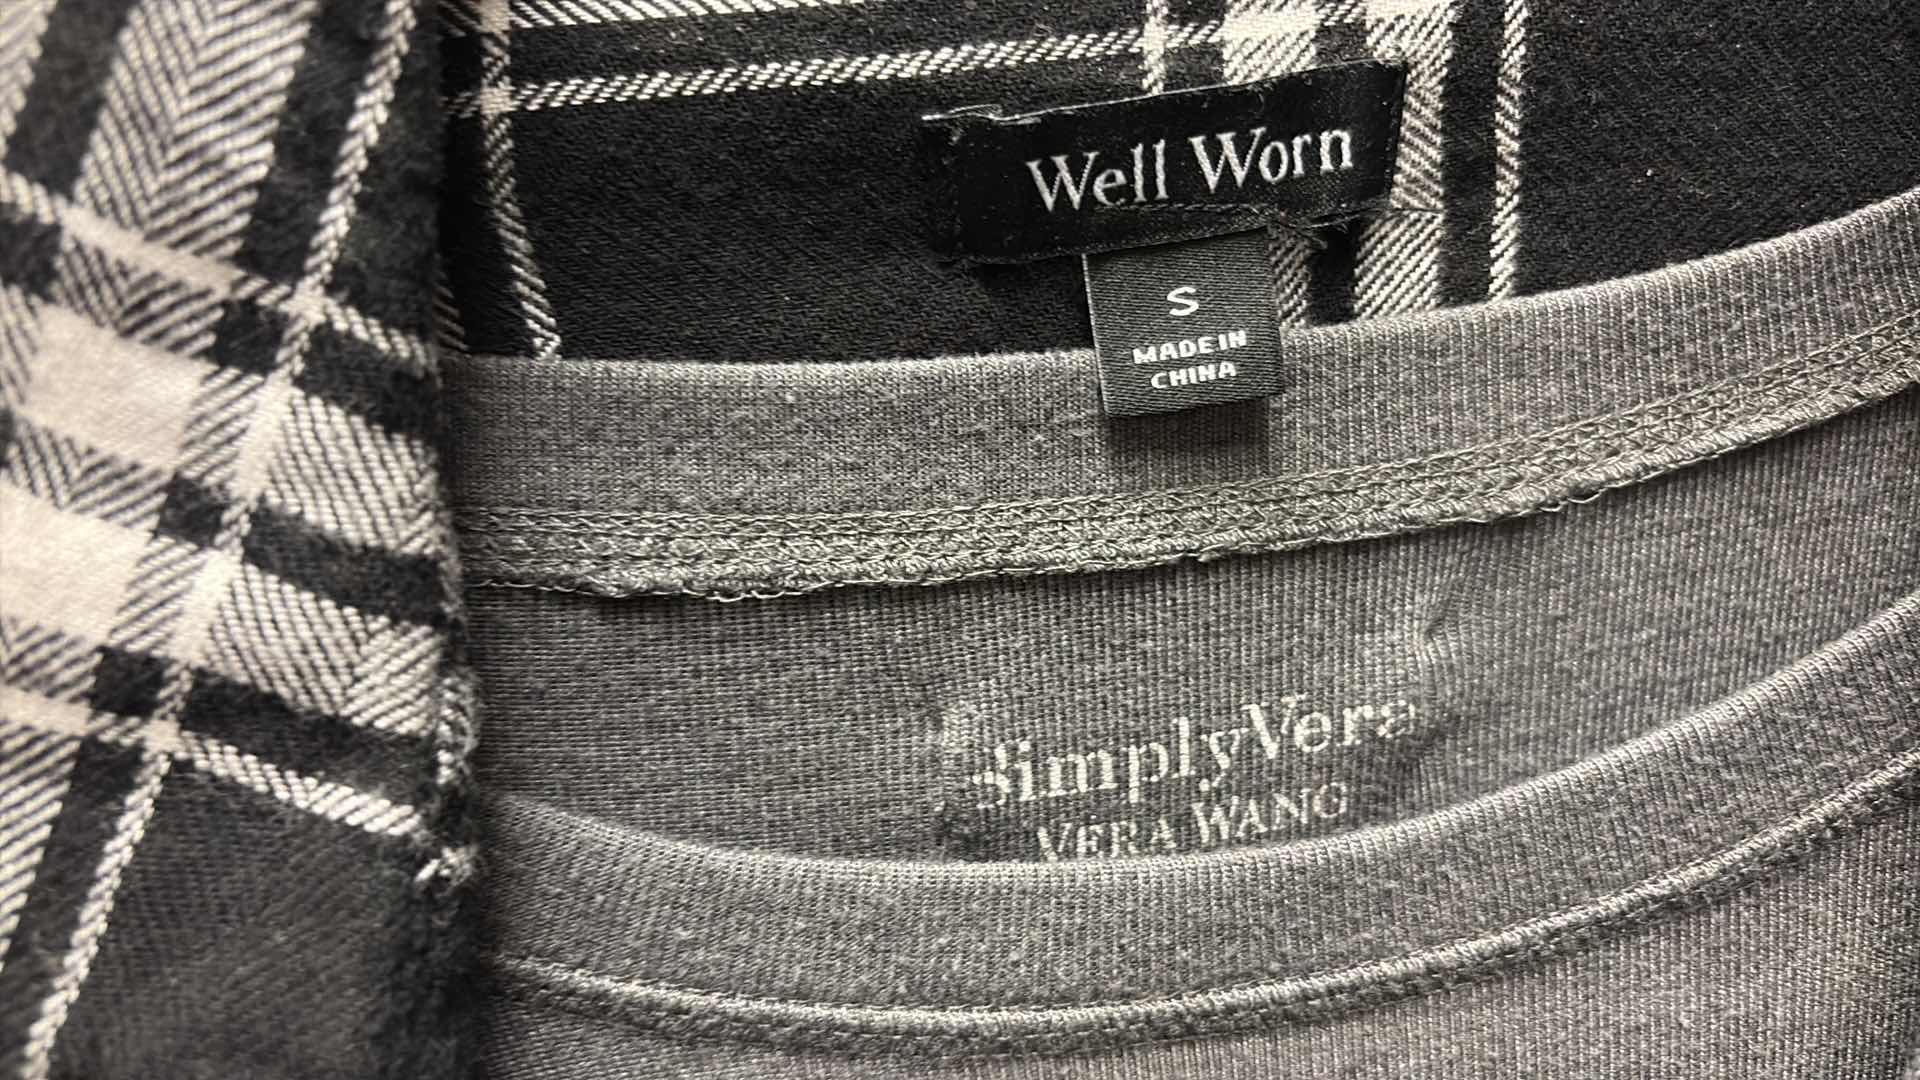 Well Worn
S
MADE IN
CHINA
SimplyVera
VERA WANG